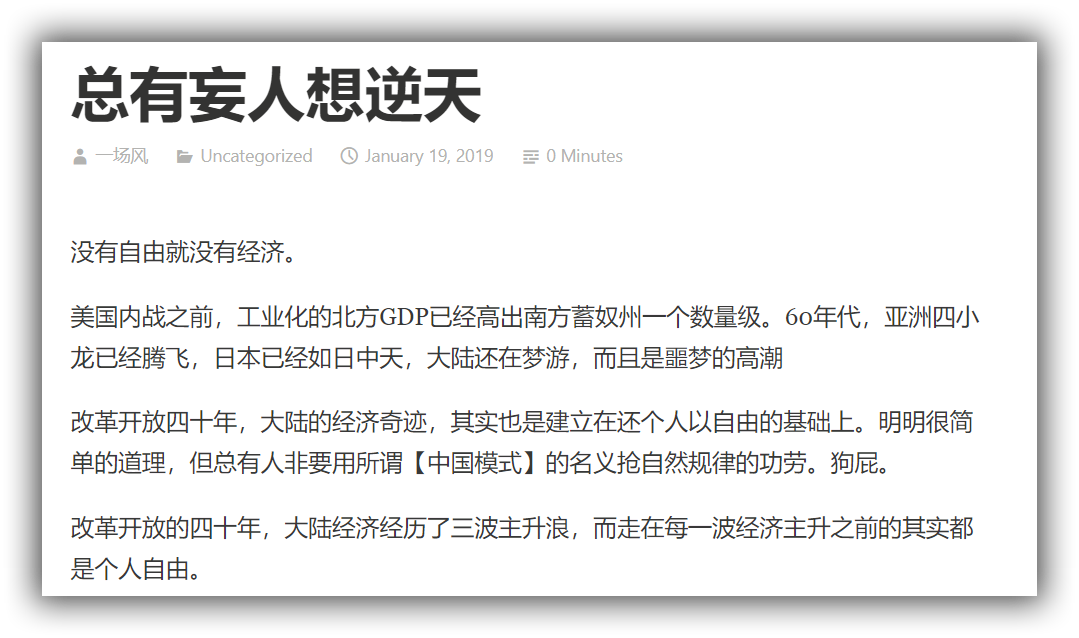 总有妄人想逆天
一场风 Uncategorized January 19, 2019 0 Minutes
没有自由就没有经济。
美国内战之前，工业化的北方GDP已经高出南方蓄奴州一个数量级。60年代，亚洲四小
龙已经腾飞，日本已经如日中天，大陆还在梦游，而且是噩梦的高潮
改革开放四十年，大陆的经济奇迹，其实也是建立在还个人以自由的基础上。明明很简
单的道理，但总有人非要用所谓【中国模式】的名义抢自然规律的功劳。狗屁。
改革开放的四十年，大陆经济经历了三波主升浪，而走在每一波经济主升之前的其实都
是个人自由。